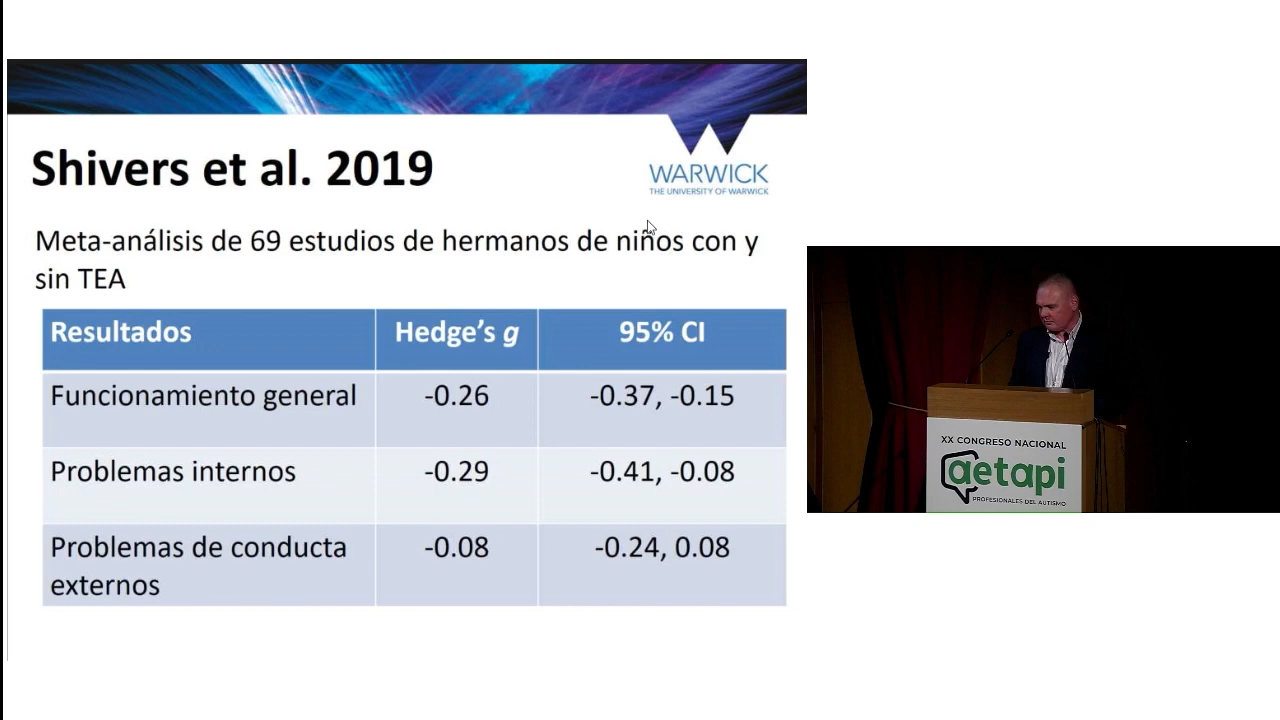 Shivers et al. 2019
WARWICK
THE UNIVERSITY OF WARWICK
Meta-análisis de 69 estudios de hermanos de niños con y
sin TEA
Resultados Hedge's g 95% CI
Funcionamiento general -0.26 -0.37, -0.15
Problemas internos -0.29 -0.41, -0.08
Problemas de conducta
externos -0.08 -0.24, 0.08
XX CONGRESO NACIONAL
aetapi
PROFESIONALES DEL AUTISMO